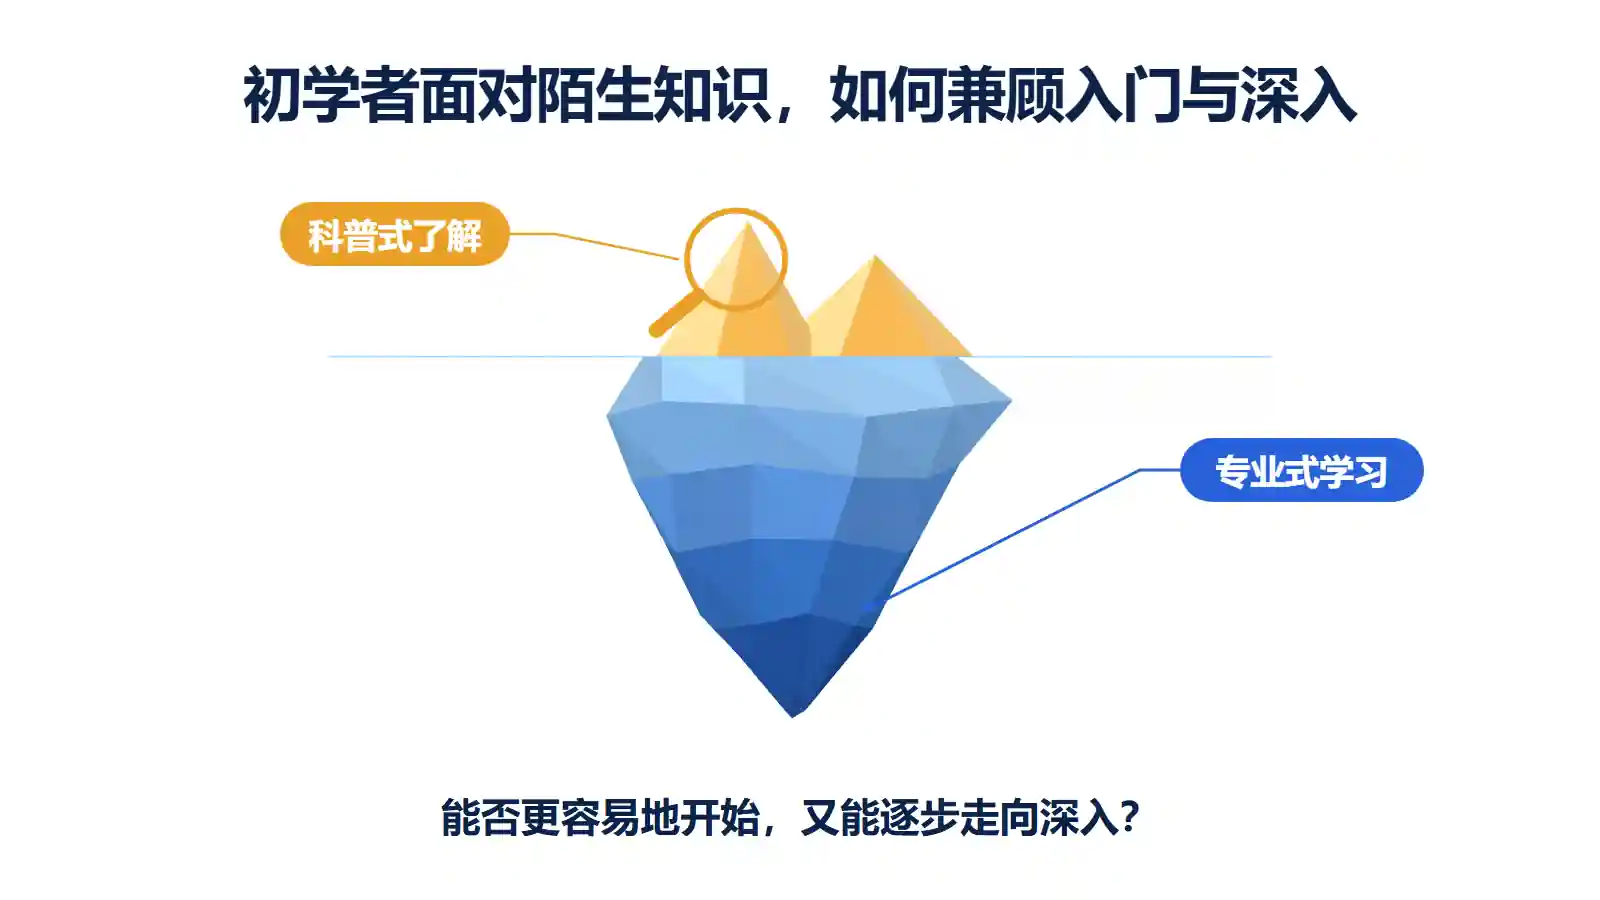 初学者面对陌生知识，如何兼顾入门与深入
科普式了解
专业式学习
能否更容易地开始，又能逐步走向深入？